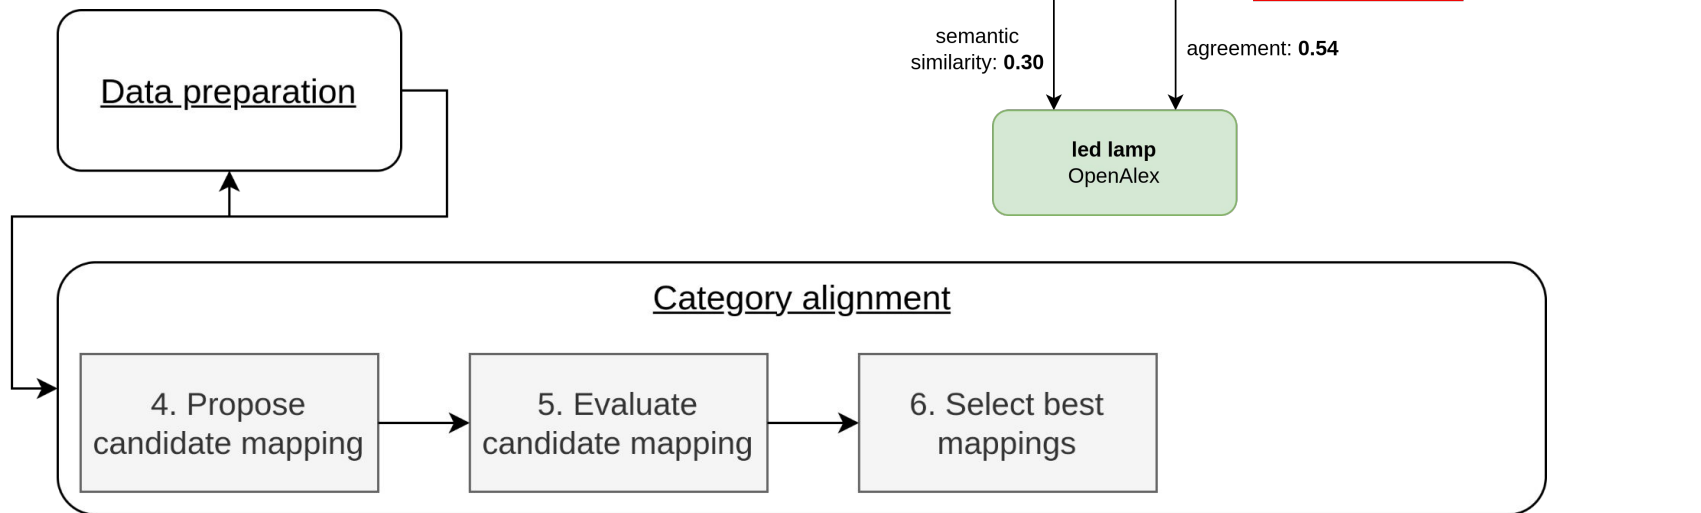 Data preparation
semantic
similarity: 0.30
agreement: 0.54
led lamp
OpenAlex
Category alignment
4. Propose
candidate mapping
5. Evaluate
candidate mapping
6. Select best
mappings